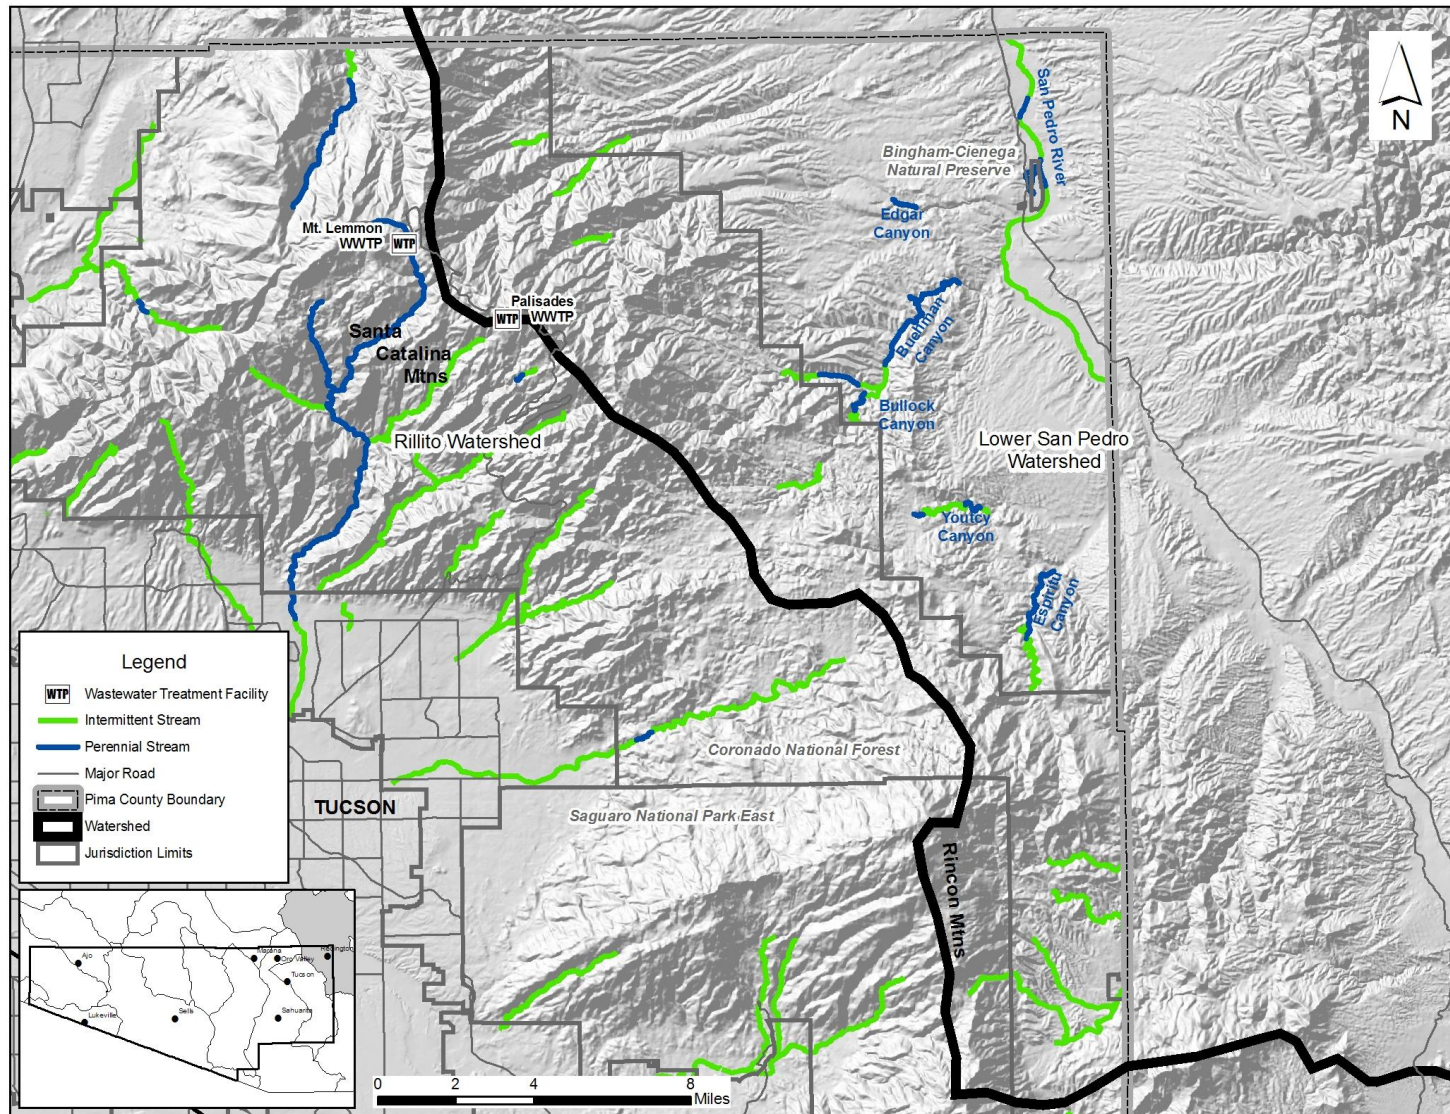 N
San Pedro River
Bingham-Cienega
Natural Preserve
Edgar
Canyon
Mt. Lemmon
WWTP
WTP
Palisades
WWTP
WTP
Santa
Catalina
Mtns
Buehman
Canyon
Bullock
Canyon
Rillito Watershed
Lower San Pedro
Watershed
Youtcy
Canyon
Espiritu
Canyon
Legend
WTP Wastewater Treatment Facility
Intermittent Stream
Perennial Stream
Major Road
Pima County Boundary
Watershed
Jurisdiction Limits
Coronado National Forest
TUCSON
Saguaro National Park East
Rincon Mtns
Ajo
Marana
Oro Valley
Redington
Tucson
Lukeville
Sells
Sahuarita
0 2 4 8
Miles